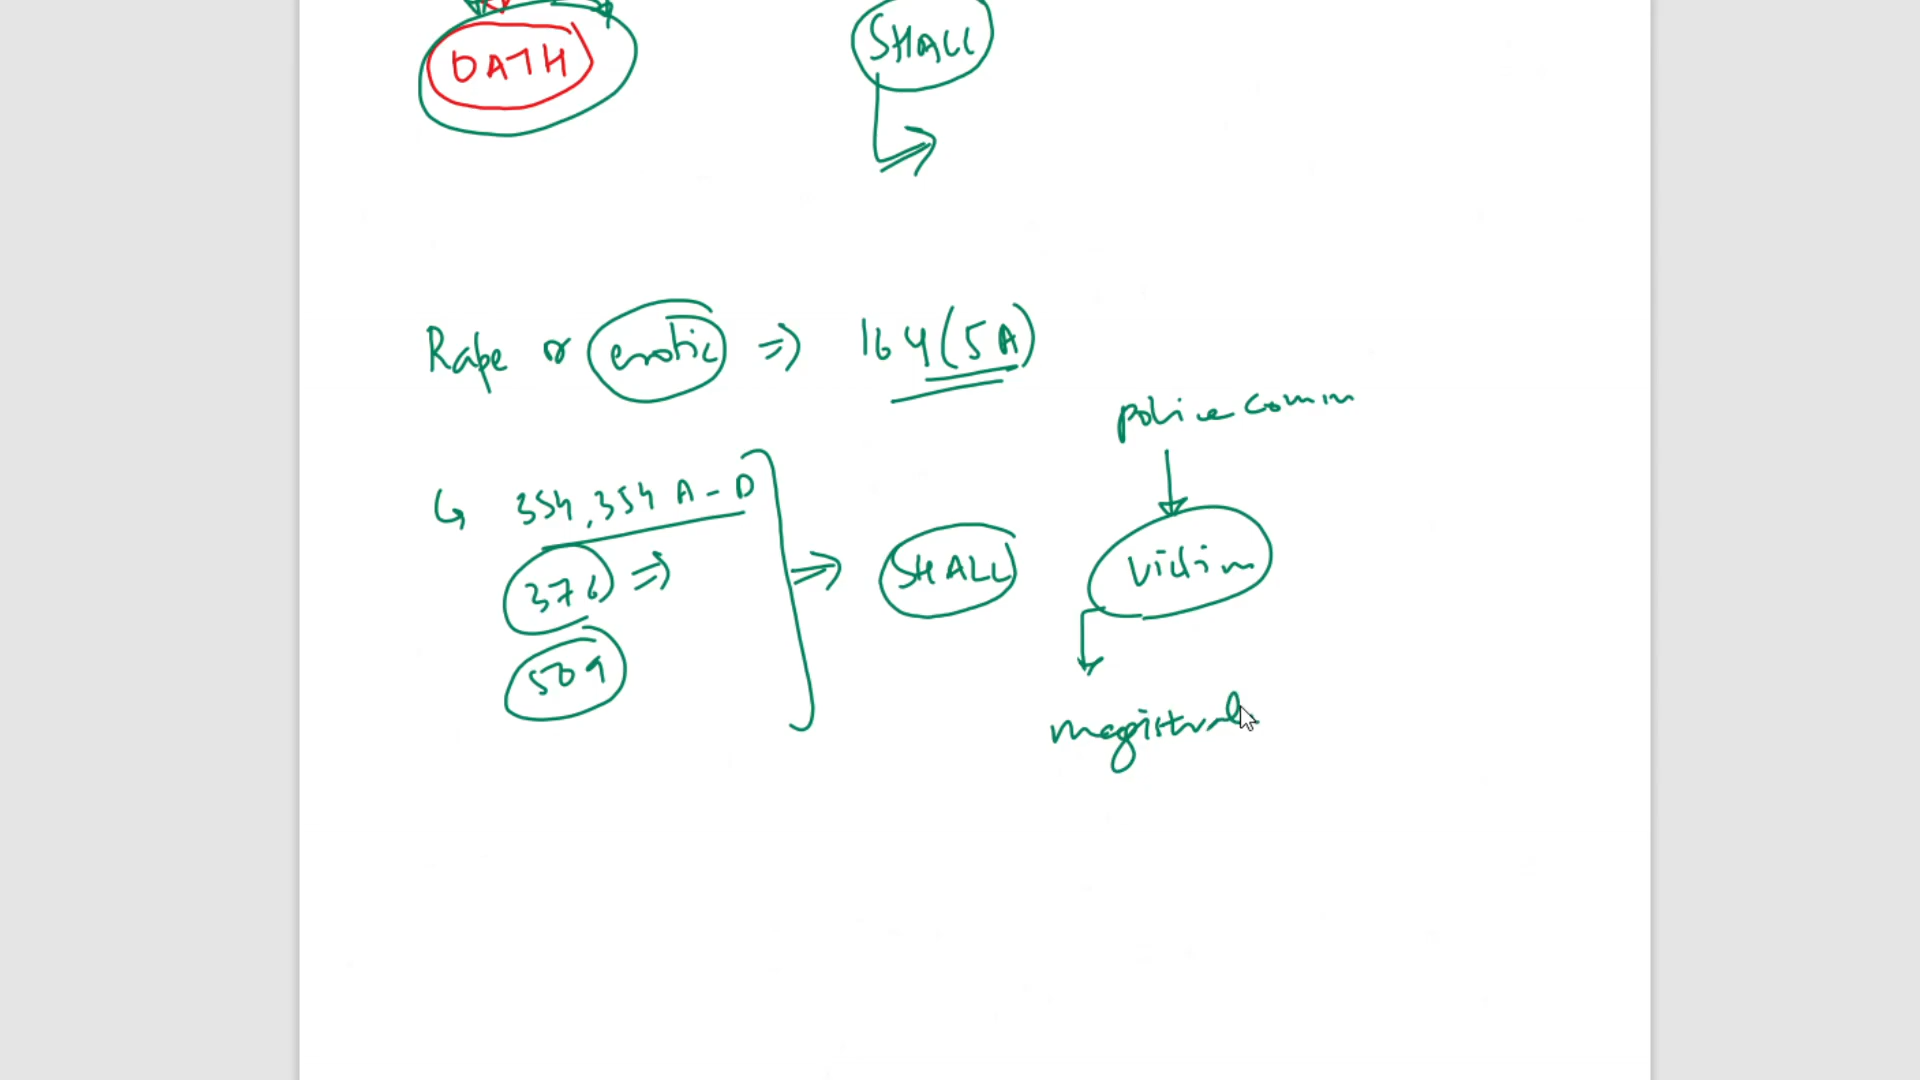 OATH
SHALL
Rape or erotic => 164(5A)
police comm
↳ 354, 354 A - D
376 =>
=> SHALL
Victim
509
magistrate